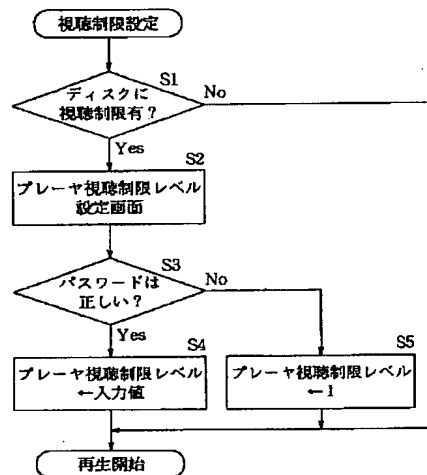 視聴制限設定
S1
ディスクに
視聴制限有?
No
Yes
S2
プレーヤ視聴制限レベル
設定画面
S3
パスワードは
正しい?
No
Yes
S4
プレーヤ視聴制限レベル
←入力値
S5
プレーヤ視聴制限レベル
←1
再生開始